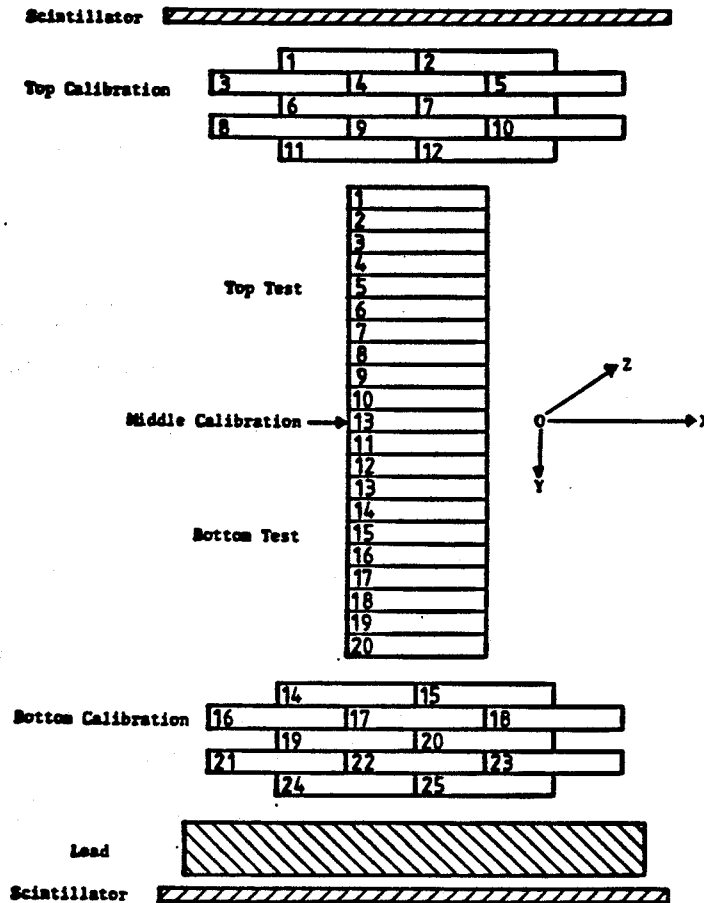 Scintillator
1 2
Top Calibration 3 4 5
6 7
8 9 10
11 12
1
2
3
4
Top Test 5
6
7
8
9
Z
10
Middle Calibration 13 O X
11
12
13 Y
14
Bottom Test 15
16
17
18
19
20
14 15
Bottom Calibration 16 17 18
19 20
21 22 23
24 25
Lead
Scintillator